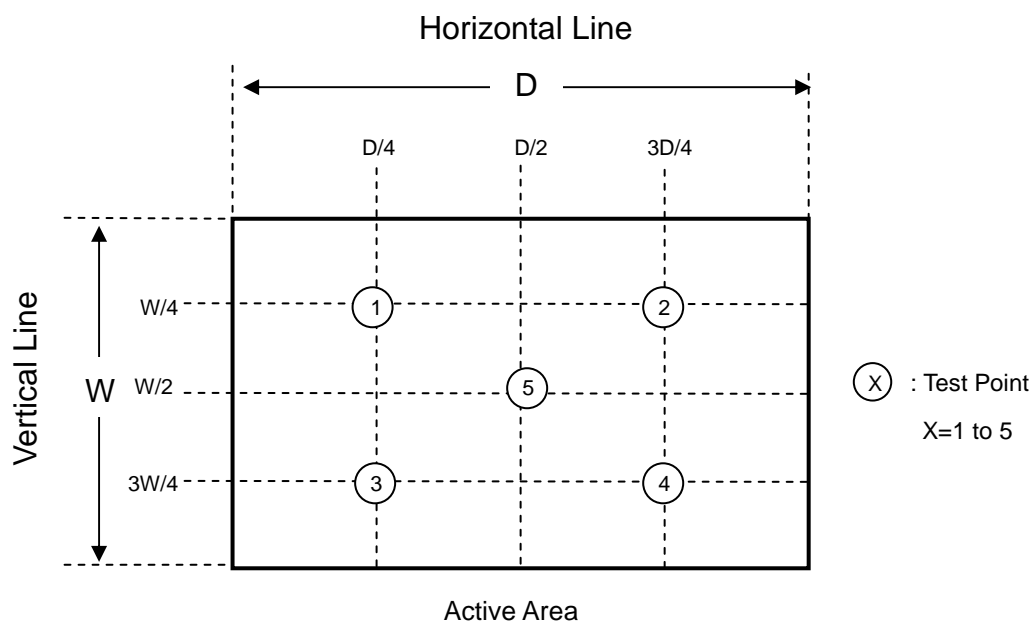 Horizontal Line
D
D/4 D/2 3D/4
Vertical Line
W
W/4
1 2
W/2
5
3W/4
3 4
X : Test Point
X=1 to 5
Active Area